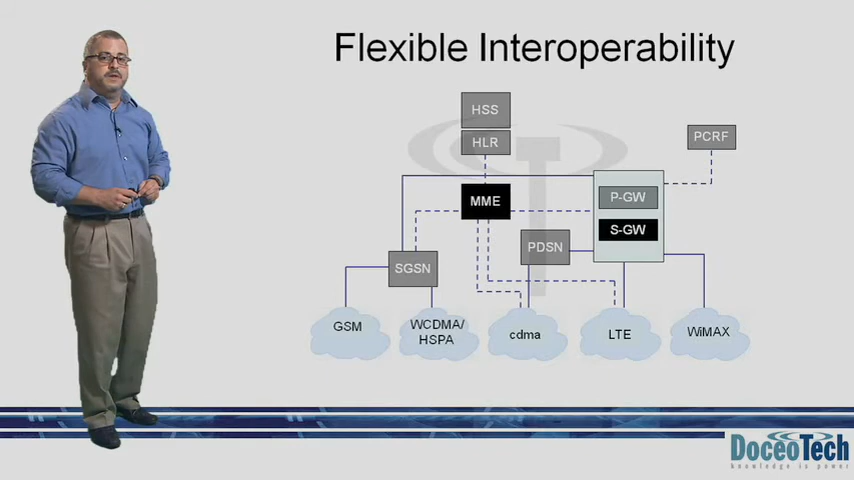 Flexible Interoperability
HSS
HLR
PCRF
MME
P-GW
S-GW
PDSN
SGSN
GSM
WCDMA/
HSPA
cdma
LTE
WiMAX
DoceoTech
knowledge is power